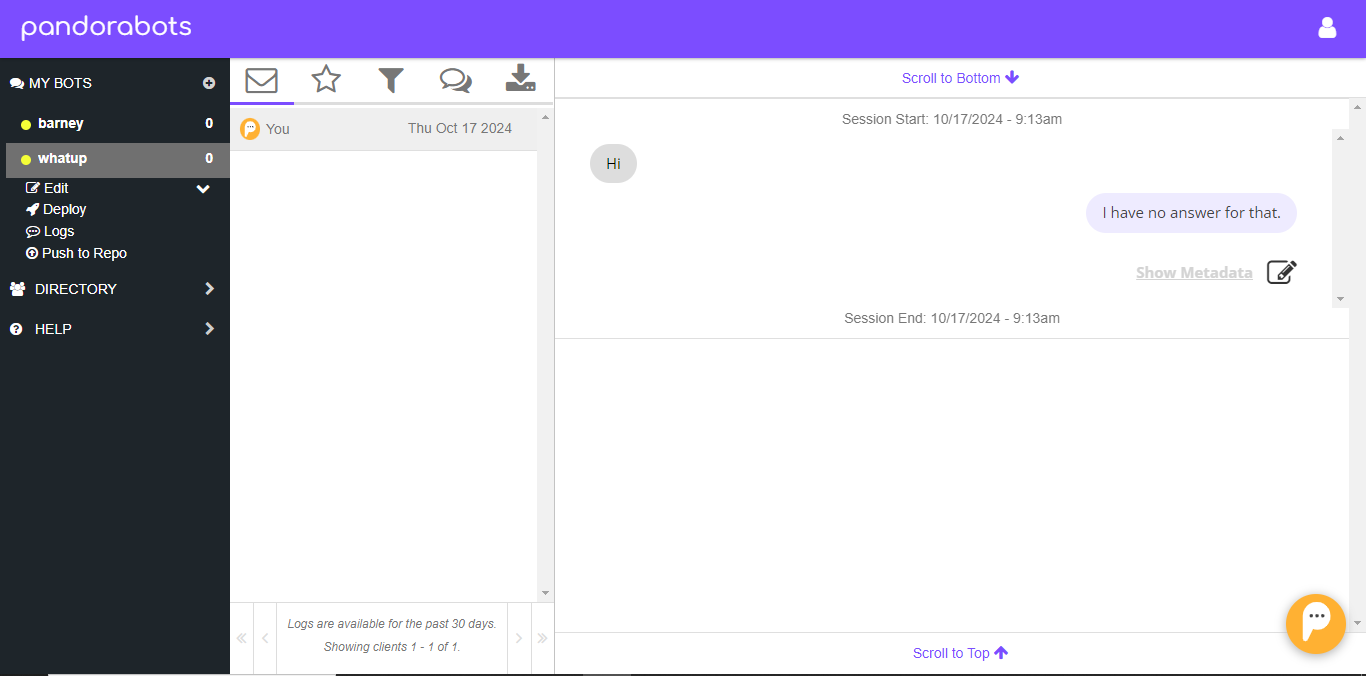 pandorabots
MY BOTS
barney 0
whatup 0
Edit
Deploy
Logs
Push to Repo
DIRECTORY
HELP
You Thu Oct 17 2024
Logs are available for the past 30 days.
Showing clients 1 - 1 of 1.
Scroll to Bottom
Session Start: 10/17/2024 - 9:13am
Hi
I have no answer for that.
Show Metadata
Session End: 10/17/2024 - 9:13am
Scroll to Top